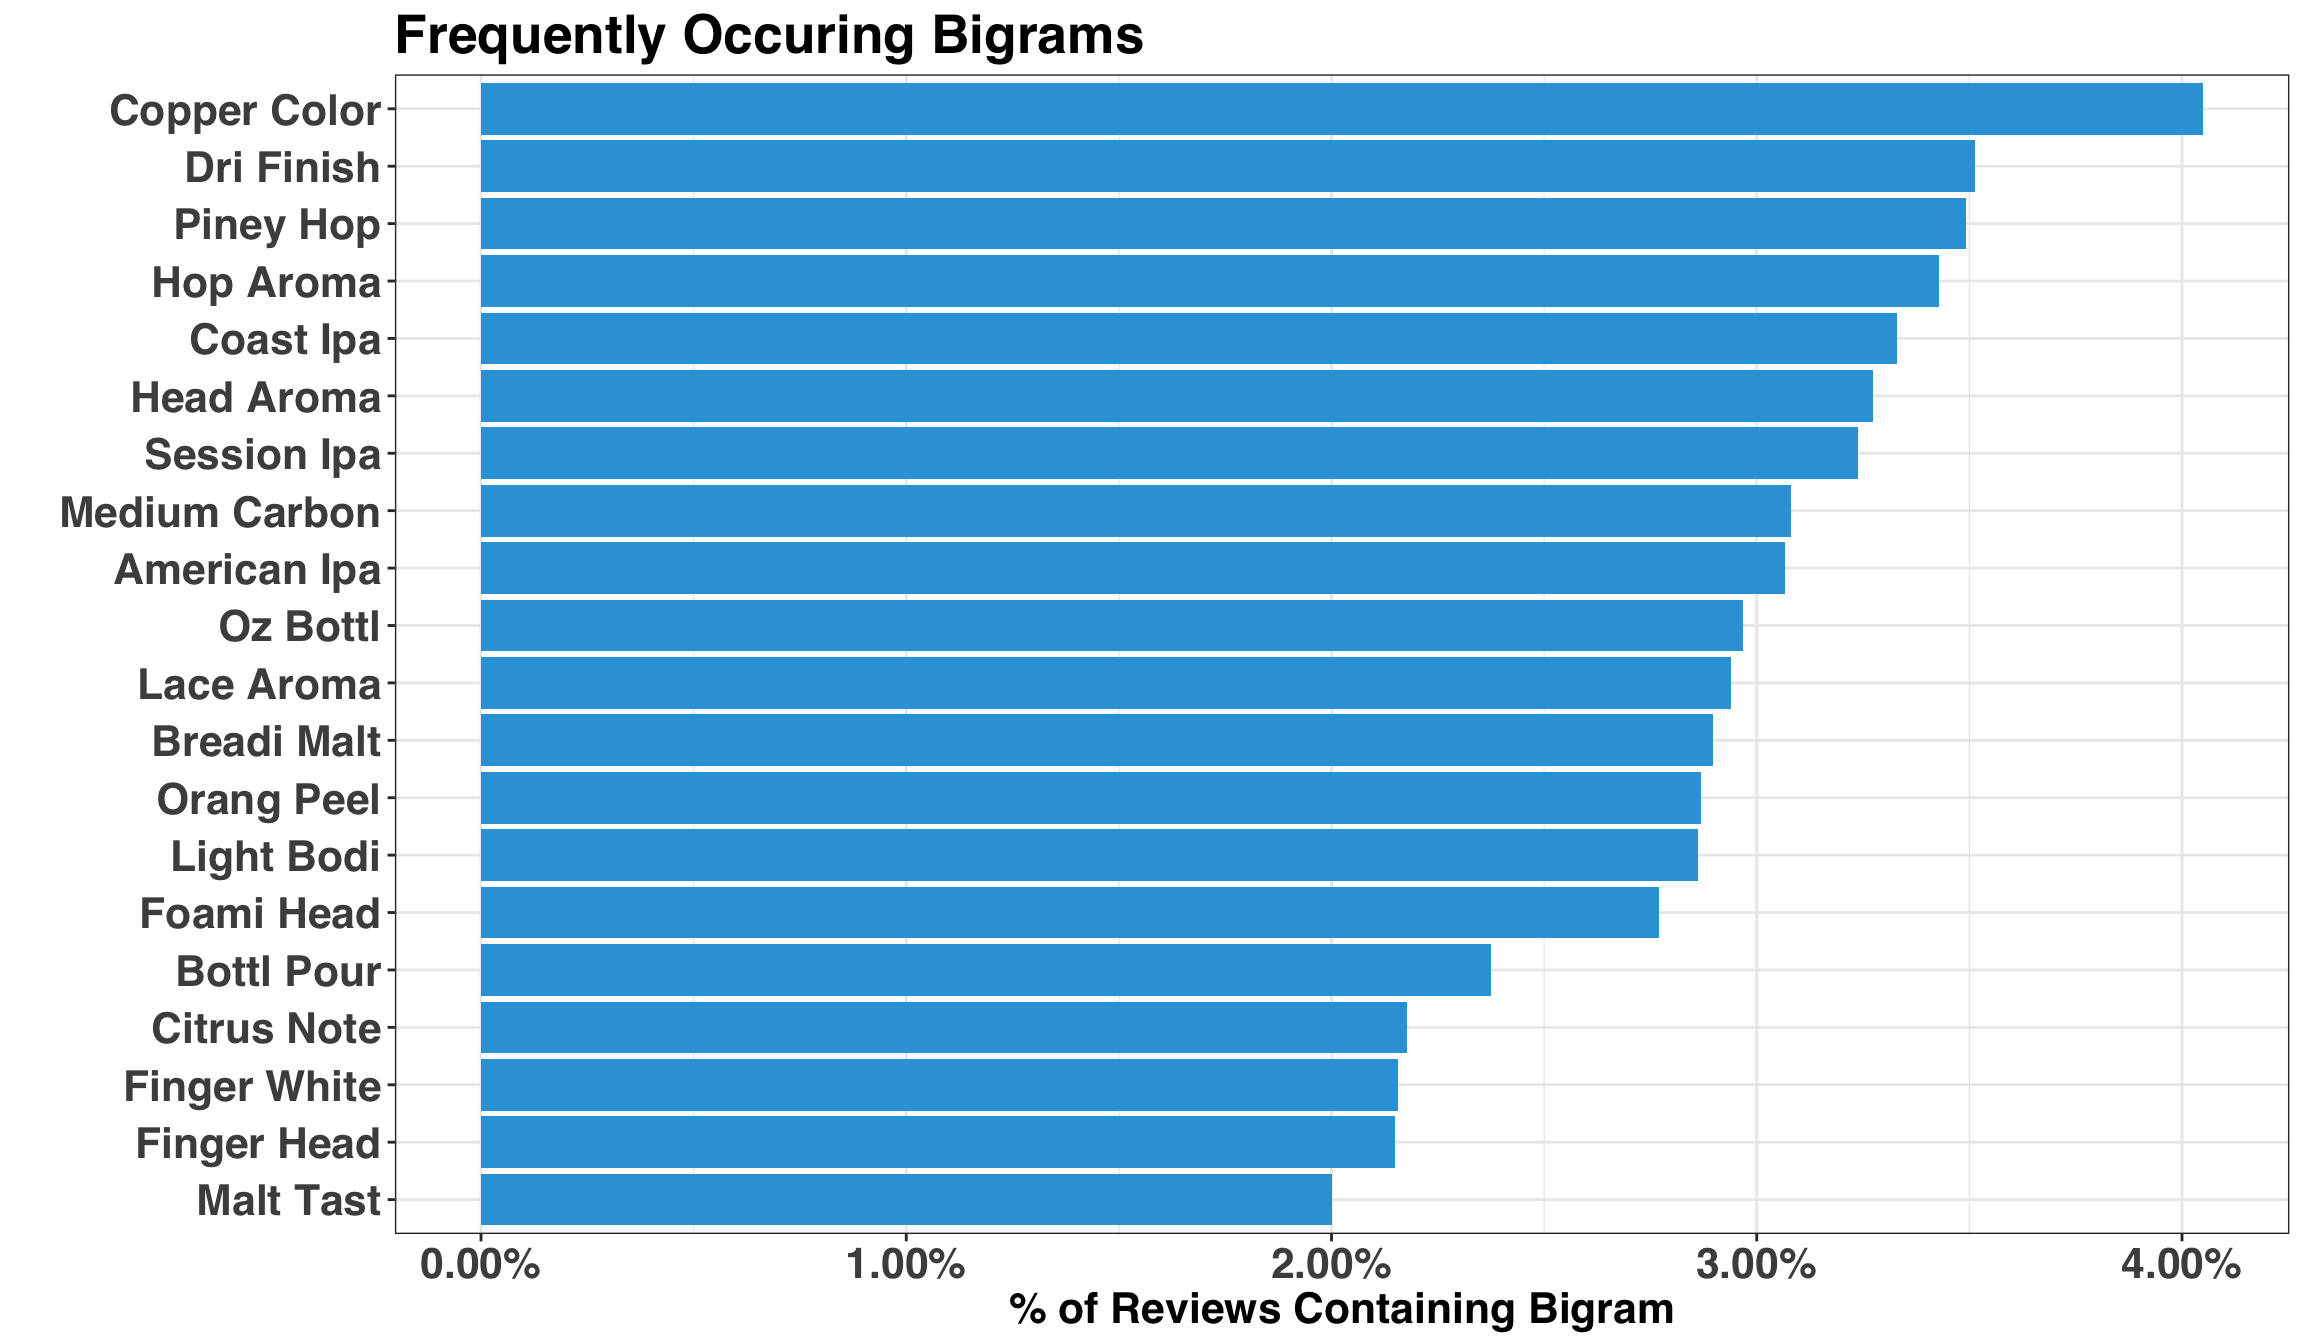 Frequently Occuring Bigrams
Copper Color
Dri Finish
Piney Hop
Hop Aroma
Coast Ipa
Head Aroma
Session Ipa
Medium Carbon
American Ipa
Oz Bottl
Lace Aroma
Breadi Malt
Orang Peel
Light Bodi
Foami Head
Bottl Pour
Citrus Note
Finger White
Finger Head
Malt Tast
0.00% 1.00% 2.00% 3.00% 4.00%
% of Reviews Containing Bigram